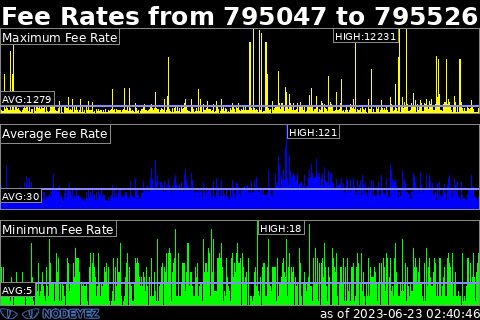 Fee Rates from 795047 to 795526
Maximum Fee Rate
HIGH:12231
AVG:1279
Average Fee Rate
HIGH:121
AVG:30
Minimum Fee Rate
HIGH:18
AVG:5
NODEYEZ
as of 2023-06-23 02:40:46